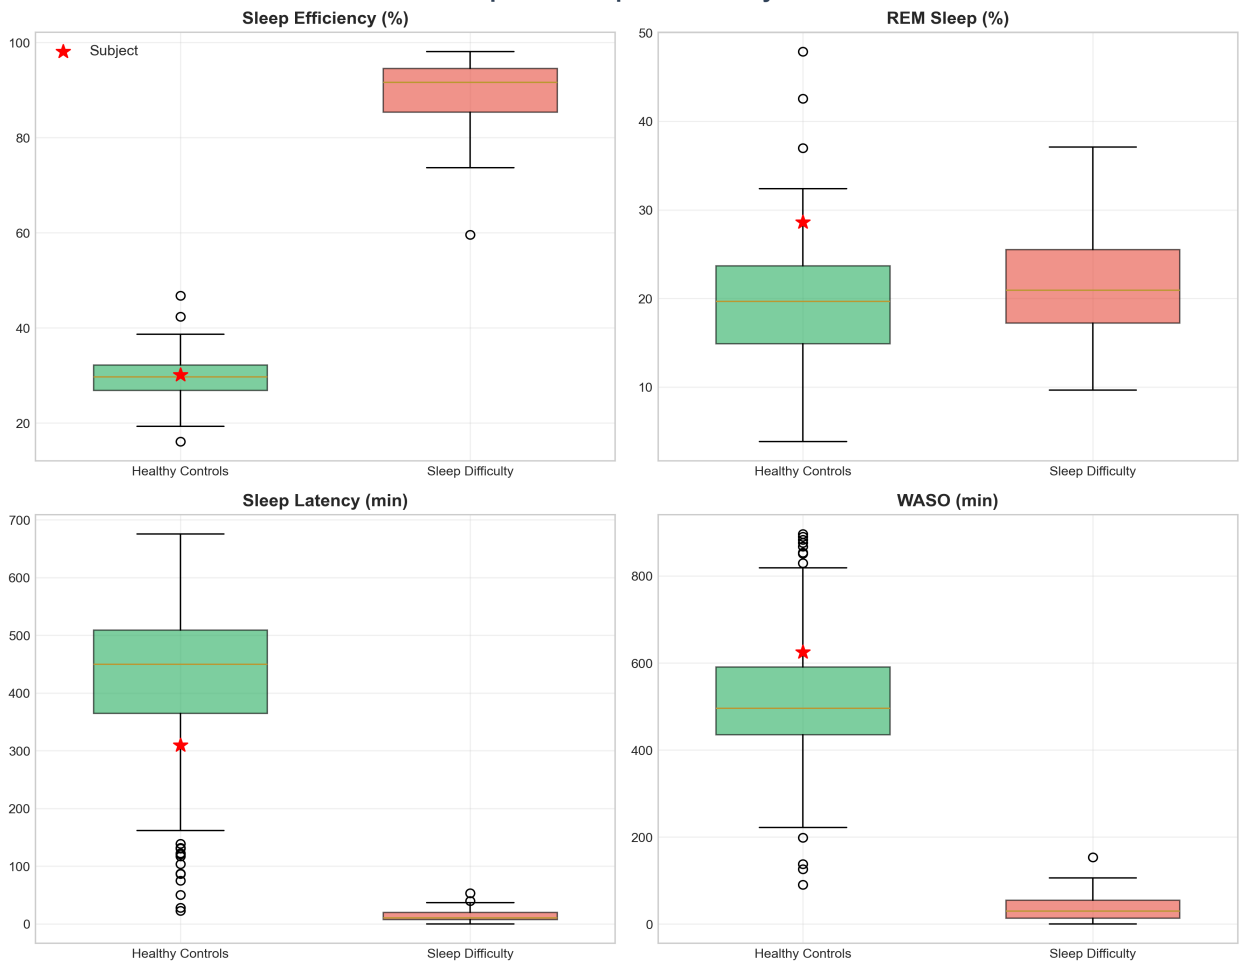 Sleep Efficiency (%)
100
80
60
40
20
Subject
Healthy Controls
Sleep Difficulty
REM Sleep (%)
50
40
30
20
10
Healthy Controls
Sleep Difficulty
Sleep Latency (min)
700
600
500
400
300
200
100
0
Healthy Controls
Sleep Difficulty
WASO (min)
800
600
400
200
0
Healthy Controls
Sleep Difficulty